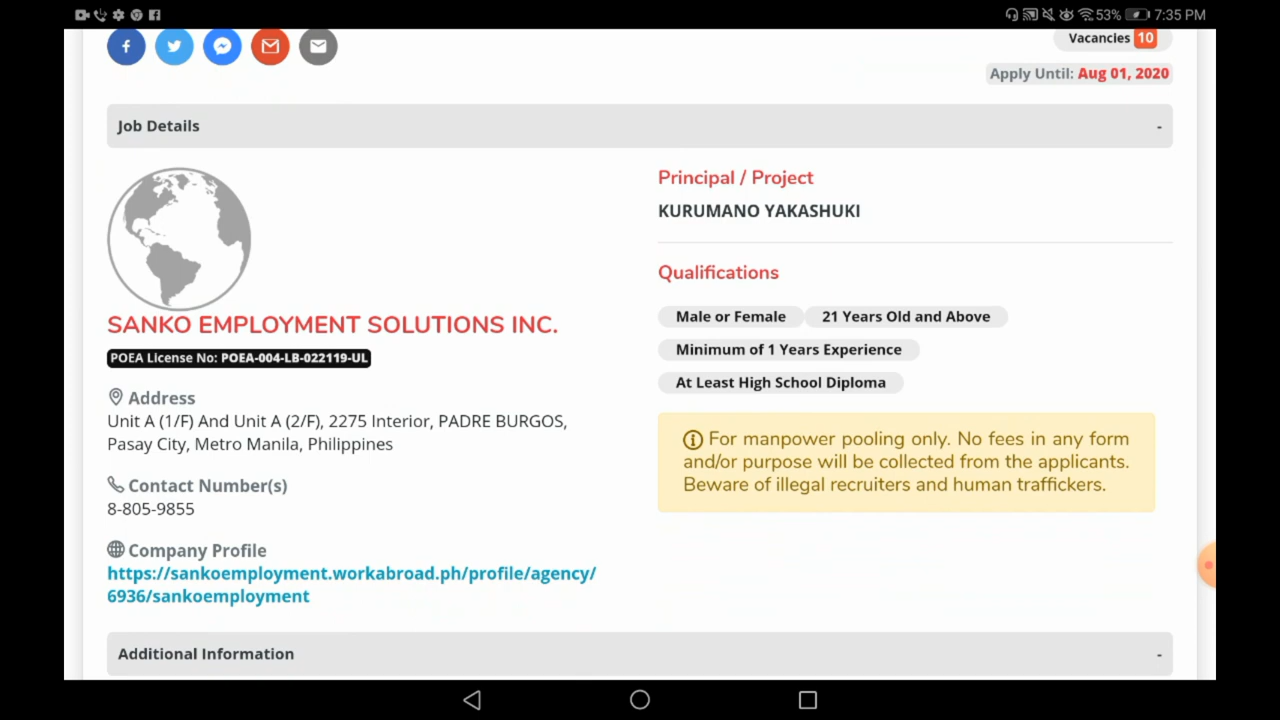 53% 7:35 PM
Vacancies 10
Apply Until: Aug 01, 2020
Job Details -
SANKO EMPLOYMENT SOLUTIONS INC.
POEA License No: POEA-004-LB-022119-UL
Address
Unit A (1/F) And Unit A (2/F), 2275 Interior, PADRE BURGOS,
Pasay City, Metro Manila, Philippines
Contact Number(s)
8-805-9855
Company Profile
https://sankoemployment.workabroad.ph/profile/agency/
6936/sankoemployment
Principal / Project
KURUMANO YAKASHUKI
Qualifications
Male or Female 21 Years Old and Above
Minimum of 1 Years Experience
At Least High School Diploma
For manpower pooling only. No fees in any form
and/or purpose will be collected from the applicants.
Beware of illegal recruiters and human traffickers.
Additional Information -